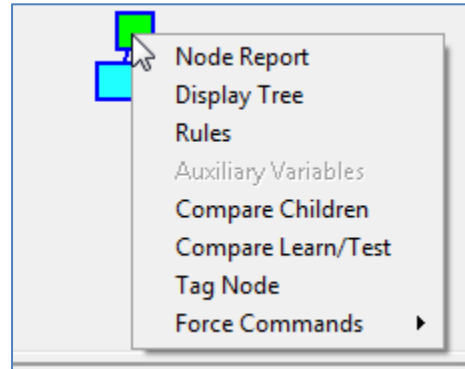 Node Report
Display Tree
Rules
Auxiliary Variables
Compare Children
Compare Learn/Test
Tag Node
Force Commands